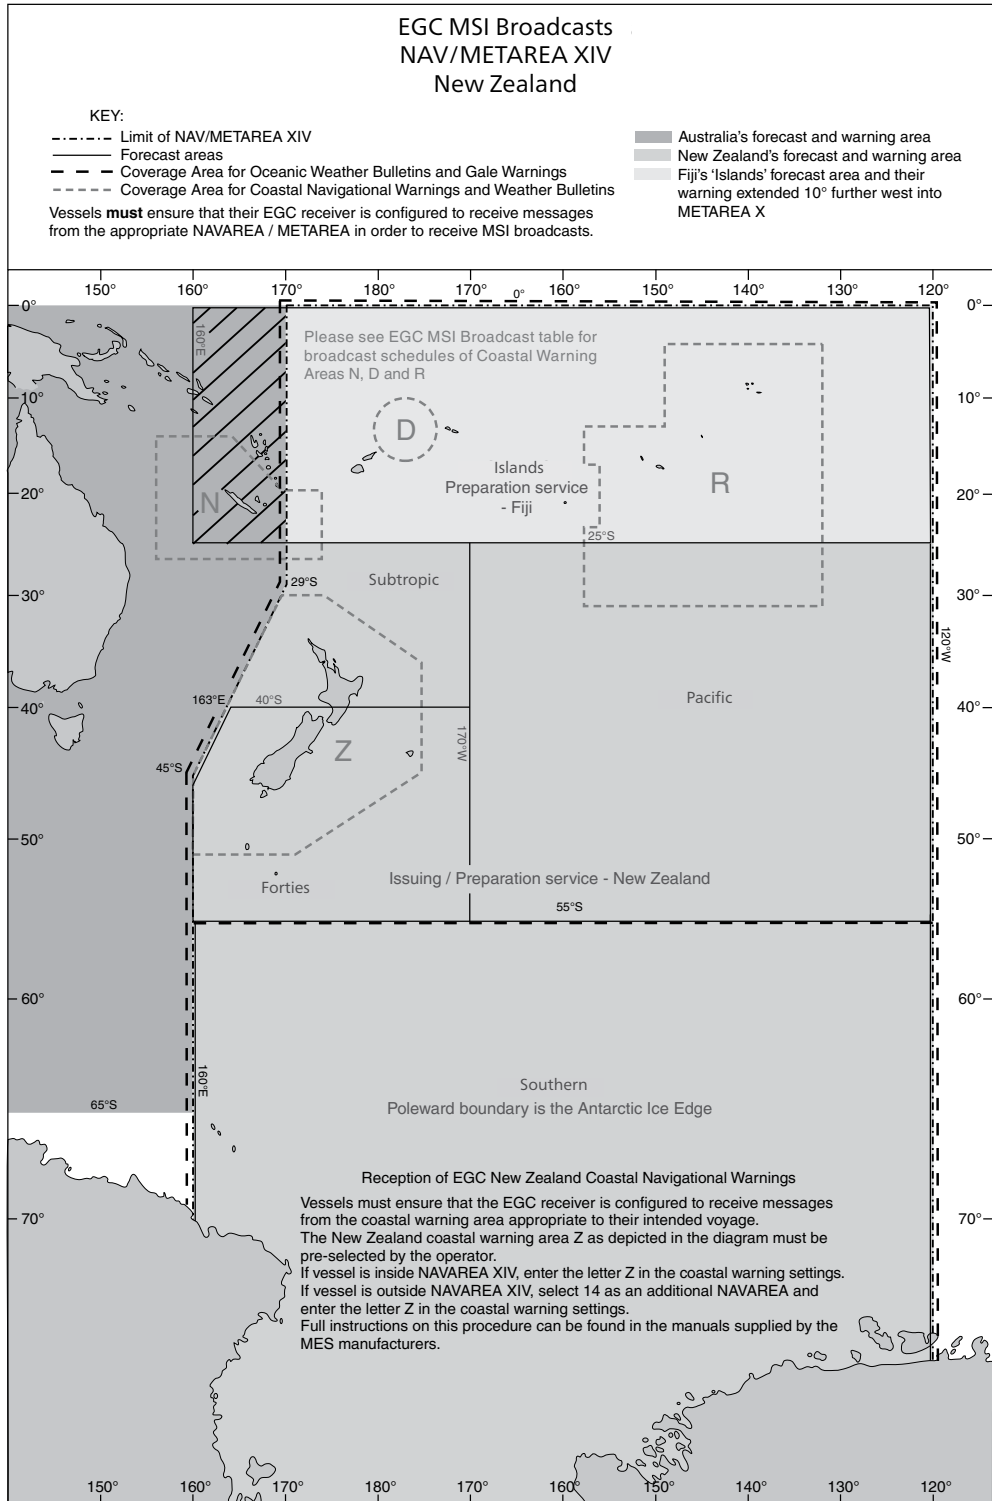 EGC MSI Broadcasts
NAV/METAREA XIV
New Zealand
KEY:
Limit of NAV/METAREA XIV
Forecast areas
Coverage Area for Oceanic Weather Bulletins and Gale Warnings
Coverage Area for Coastal Navigational Warnings and Weather Bulletins
Vessels must ensure that their EGC receiver is configured to receive messages
from the appropriate NAVAREA / METAREA in order to receive MSI broadcasts.
Australia's forecast and warning area
New Zealand's forecast and warning area
Fiji's 'Islands' forecast area and their
warning extended 10° further west into
METAREA X
150° 160° 170° 180° 170° 160° 150° 140° 130° 120°
0° 0° 0°
160°E
Please see EGC MSI Broadcast table for
broadcast schedules of Coastal Warning
Areas N, D and R
10° 10°
D
Islands
Preparation service
- Fiji
R
N
20° 20°
25°S
29°S
Subtropic
30° 30°
120°W
163°E
40°S
Pacific
40° 40°
Z
170°W
45°S
50° 50°
Forties
Issuing / Preparation service - New Zealand
55°S
60° 60°
160°E
65°S
Southern
Poleward boundary is the Antarctic Ice Edge
Reception of EGC New Zealand Coastal Navigational Warnings
Vessels must ensure that the EGC receiver is configured to receive messages
from the coastal warning area appropriate to their intended voyage.
The New Zealand coastal warning area Z as depicted in the diagram must be
pre-selected by the operator.
If vessel is inside NAVAREA XIV, enter the letter Z in the coastal warning settings.
If vessel is outside NAVAREA XIV, select 14 as an additional NAVAREA and
enter the letter Z in the coastal warning settings.
Full instructions on this procedure can be found in the manuals supplied by the
MES manufacturers.
70° 70°
150° 160° 170° 180° 170° 160° 150° 140° 130° 120°